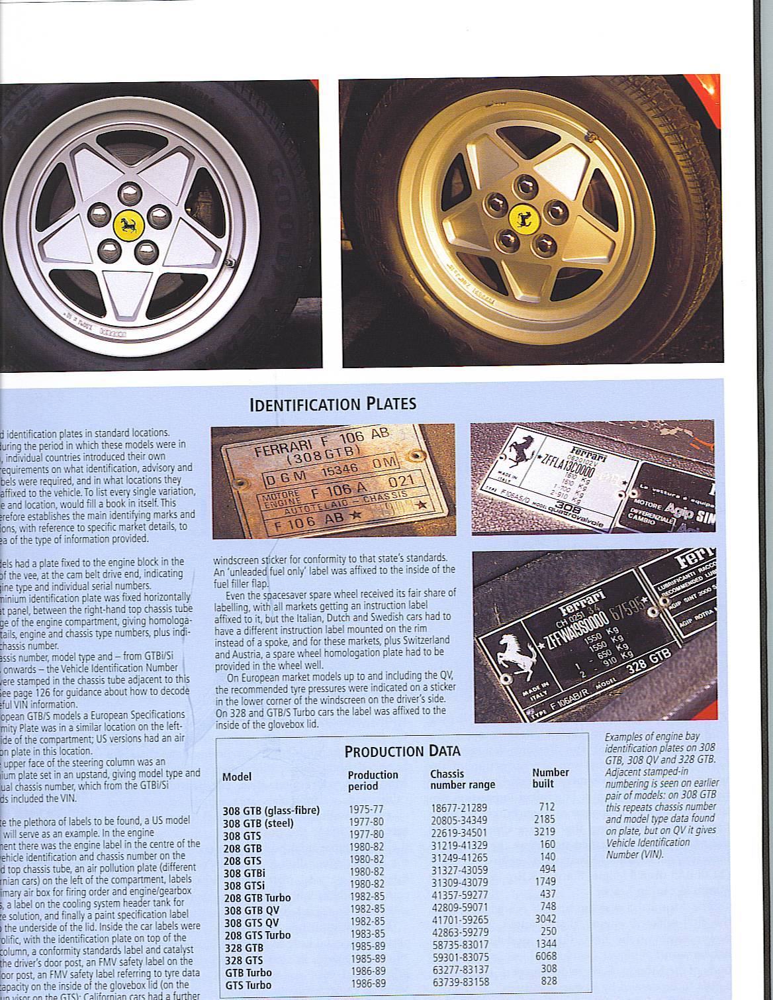 IDENTIFICATION PLATES
d identification plates in standard locations.
during the period in which these models were in
, individual countries introduced their own
requirements on what identification, advisory and
bels were required, and in what locations they
affixed to the vehicle. To list every single variation,
e and location, would fill a book in itself. This
erefore establishes the main identifying marks and
ions, with reference to specific market details, to
ea of the type of information provided.
dels had a plate fixed to the engine block in the
of the vee, at the cam belt drive end, indicating
gine type and individual serial numbers.
minium identification plate was fixed horizontally
at panel, between the right-hand top chassis tube
ge of the engine compartment, giving homologa-
tails, engine and chassis type numbers, plus indi-
chassis number.
assis number, model type and – from GTBi/Si
onwards – the Vehicle Identification Number
were stamped in the chassis tube adjacent to this
See page 126 for guidance about how to decode
eful VIN information.
opean GTB/S models a European Specifications
mity Plate was in a similar location on the left-
ide of the compartment; US versions had an air
on plate in this location.
upper face of the steering column was an
ium plate set in an upstand, giving model type and
ual chassis number, which from the GTBi/Si
ds included the VIN.
te the plethora of labels to be found, a US model
will serve as an example. In the engine
ment there was the engine label in the centre of the
vehicle identification and chassis number on the
d top chassis tube, an air pollution plate (different
rnian cars) on the left of the compartment, labels
imary air box for firing order and engine/gearbox
s, a label on the cooling system header tank for
ze solution, and finally a paint specification label
the underside of the lid. Inside the car labels were
olific, with the identification plate on top of the
column, a conformity standards label and catalyst
the driver's door post, an FMV safety label on the
oor post, an FMV safety label referring to tyre data
capacity on the inside of the glovebox lid (on the
un visor on the GTS); Californian cars had a further
FERRARI F 106 AB
(308GTB)
DGM 15346 OM
MOTORE
ENGINE F 106 A 021
AUTOTELAIO CHASSIS
F 106 AB ★ ★
Ferrari
★ZFFLA13C0000
1610 Kg
1610 Kg
1-700 Kg
2-910 Kg
MADE IN
ITALY
TYPE F106AS/Q MODEL 308
quattrovalvole
La vettura è equipa
MOTORE: Agip SIN
DIFFERENZIALE
CAMBIO Agip
windscreen sticker for conformity to that state's standards.
An 'unleaded fuel only' label was affixed to the inside of the
fuel filler flap.
Even the spacesaver spare wheel received its fair share of
labelling, with all markets getting an instruction label
affixed to it, but the Italian, Dutch and Swedish cars had to
have a different instruction label mounted on the rim
instead of a spoke, and for these markets, plus Switzerland
and Austria, a spare wheel homologation plate had to be
provided in the wheel well.
On European market models up to and including the QV,
the recommended tyre pressures were indicated on a sticker
in the lower corner of the windscreen on the driver's side.
On 328 and GTB/S Turbo cars the label was affixed to the
inside of the glovebox lid.
Ferrari
CH 0251 34
★ZFFWA19S0000 67595★
1550 Kg
1550 Kg
1 - 650 Kg
2 - 910 Kg
MADE IN
ITALY
TYPE F 106AB/R MODEL 328 GTB
Ferr
LUBRIFICANTI RACCO
RECOMMENDED LUB
AGIP SINT 2000 S
AGIP ROTRA
Examples of engine bay
identification plates on 308
GTB, 308 QV and 328 GTB.
Adjacent stamped-in
numbering is seen on earlier
pair of models: on 308 GTB
this repeats chassis number
and model type data found
on plate, but on QV it gives
Vehicle Identification
Number (VIN).
PRODUCTION DATA
Model Production period Chassis number range Number built
308 GTB (glass-fibre) 1975-77 18677-21289 712
308 GTB (steel) 1977-80 20805-34349 2185
308 GTS 1977-80 22619-34501 3219
208 GTB 1980-82 31219-41329 160
208 GTS 1980-82 31249-41265 140
308 GTBi 1980-82 31327-43059 494
308 GTSi 1980-82 31309-43079 1749
208 GTB Turbo 1982-85 41357-59277 437
308 GTB QV 1982-85 42809-59071 748
308 GTS QV 1982-85 41701-59265 3042
208 GTS Turbo 1983-85 42863-59279 250
328 GTB 1985-89 58735-83017 1344
328 GTS 1985-89 59301-83075 6068
GTB Turbo 1986-89 63277-83137 308
GTS Turbo 1986-89 63739-83158 828